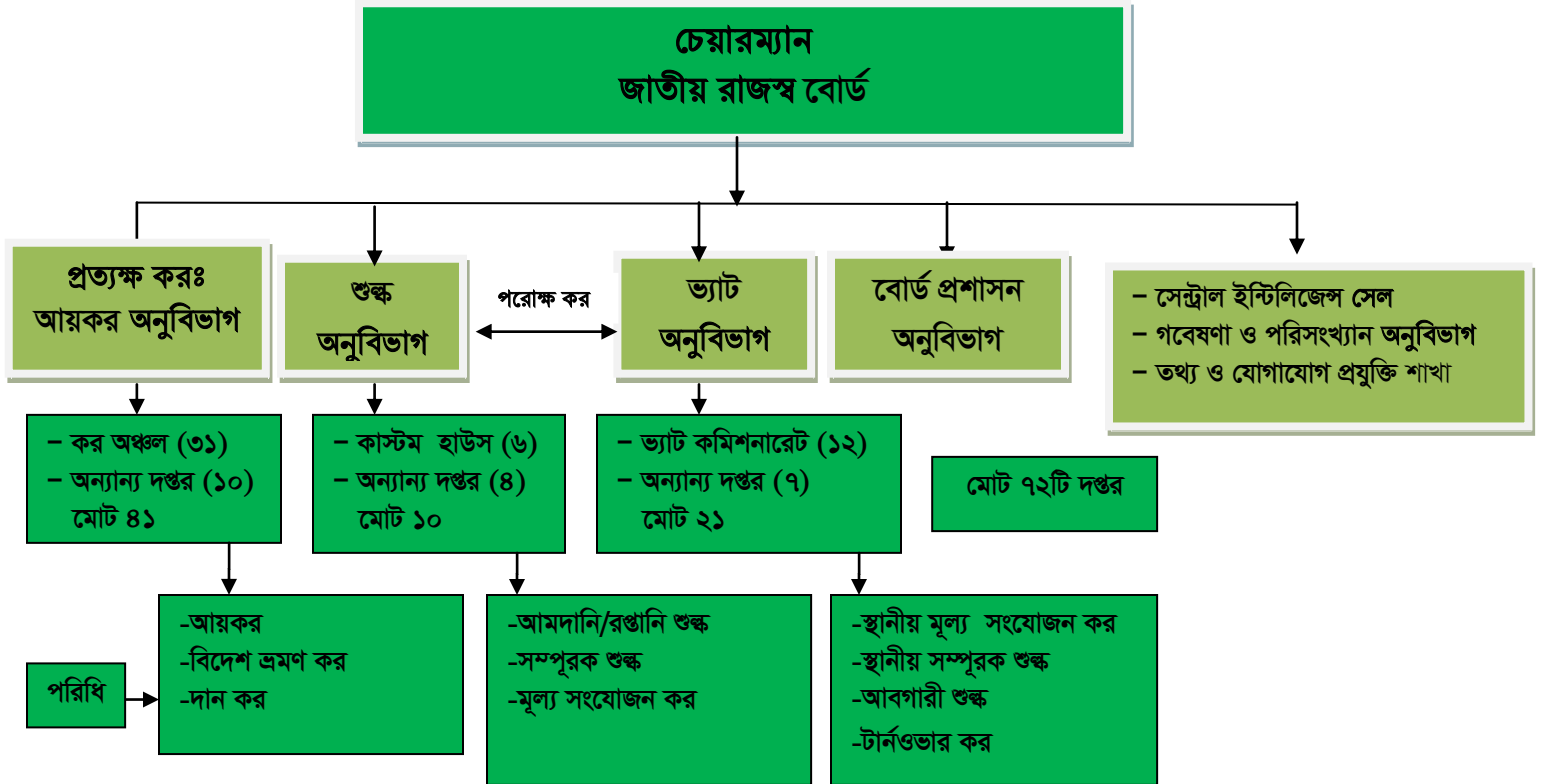 চেয়ারম্যান
জাতীয় রাজস্ব বোর্ড
প্রত্যক্ষ করঃ
আয়কর অনুবিভাগ
শুল্ক
অনুবিভাগ
পরোক্ষ কর
ভ্যাট
অনুবিভাগ
বোর্ড প্রশাসন
অনুবিভাগ
– সেন্ট্রাল ইন্টিলিজেন্স সেল
– গবেষণা ও পরিসংখ্যান অনুবিভাগ
– তথ্য ও যোগাযোগ প্রযুক্তি শাখা
– কর অঞ্চল (৩১)
– অন্যান্য দপ্তর (১০)
মোট ৪১
– কাস্টম হাউস (৬)
– অন্যান্য দপ্তর (৪)
মোট ১০
– ভ্যাট কমিশনারেট (১২)
– অন্যান্য দপ্তর (৭)
মোট ২১
মোট ৭২টি দপ্তর
পরিধি
-আয়কর
-বিদেশ ভ্রমণ কর
-দান কর
-আমদানি/রপ্তানি শুল্ক
-সম্পূরক শুল্ক
-মূল্য সংযোজন কর
-স্থানীয় মূল্য সংযোজন কর
-স্থানীয় সম্পূরক শুল্ক
-আবগারী শুল্ক
-টার্নওভার কর